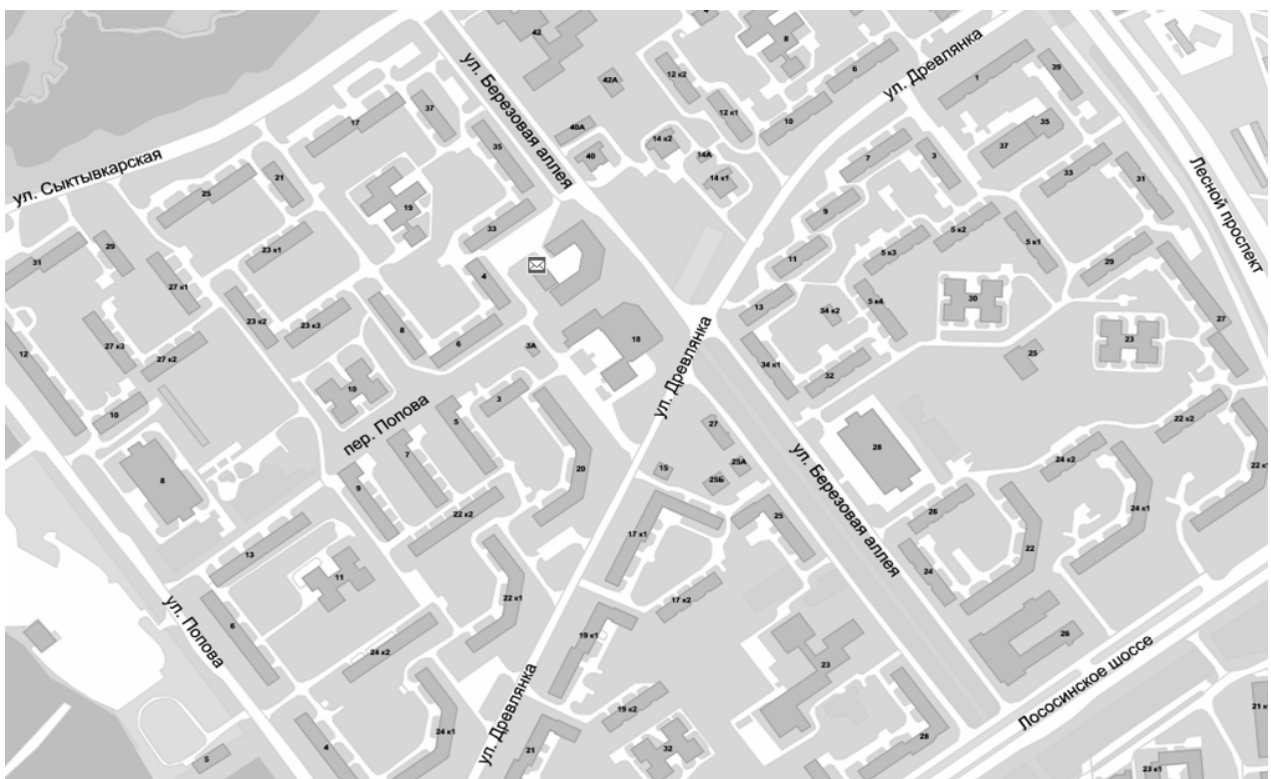 42
8
6
ул. Древлянка
1
39
42А
12 к2
ул. Березовая аллея
17
37
12 к1
10
40А
35
35
40
14 к2
14А
7
3
37
14 к1
33
31
Лесной проспект
ул. Сыктывкарская
25
21
19
9
33
5 к2
5 к1
23 к1
11
5 к3
29
31
29
4
27 к1
13
5 к4
30
27
23 к2
23 к3
8
6
18
34 к2
12
27 к3
27 к2
3А
ул. Древлянка
34 к1
32
25
23
10
пер. Попова
3
10
5
27
22 к2
7
20
28
24 к2
15
25А
25Б
22 к1
8
9
22 к2
ул. Березовая аллея
26
24 к1
13
17 к1
25
22
24
11
22 к1
17 к2
ул. Попова
6
24 к2
19 к1
23
26
Лососинское шоссе
ул. Древлянка
19 к2
4
24 к1
21
32
28
5
23 к1